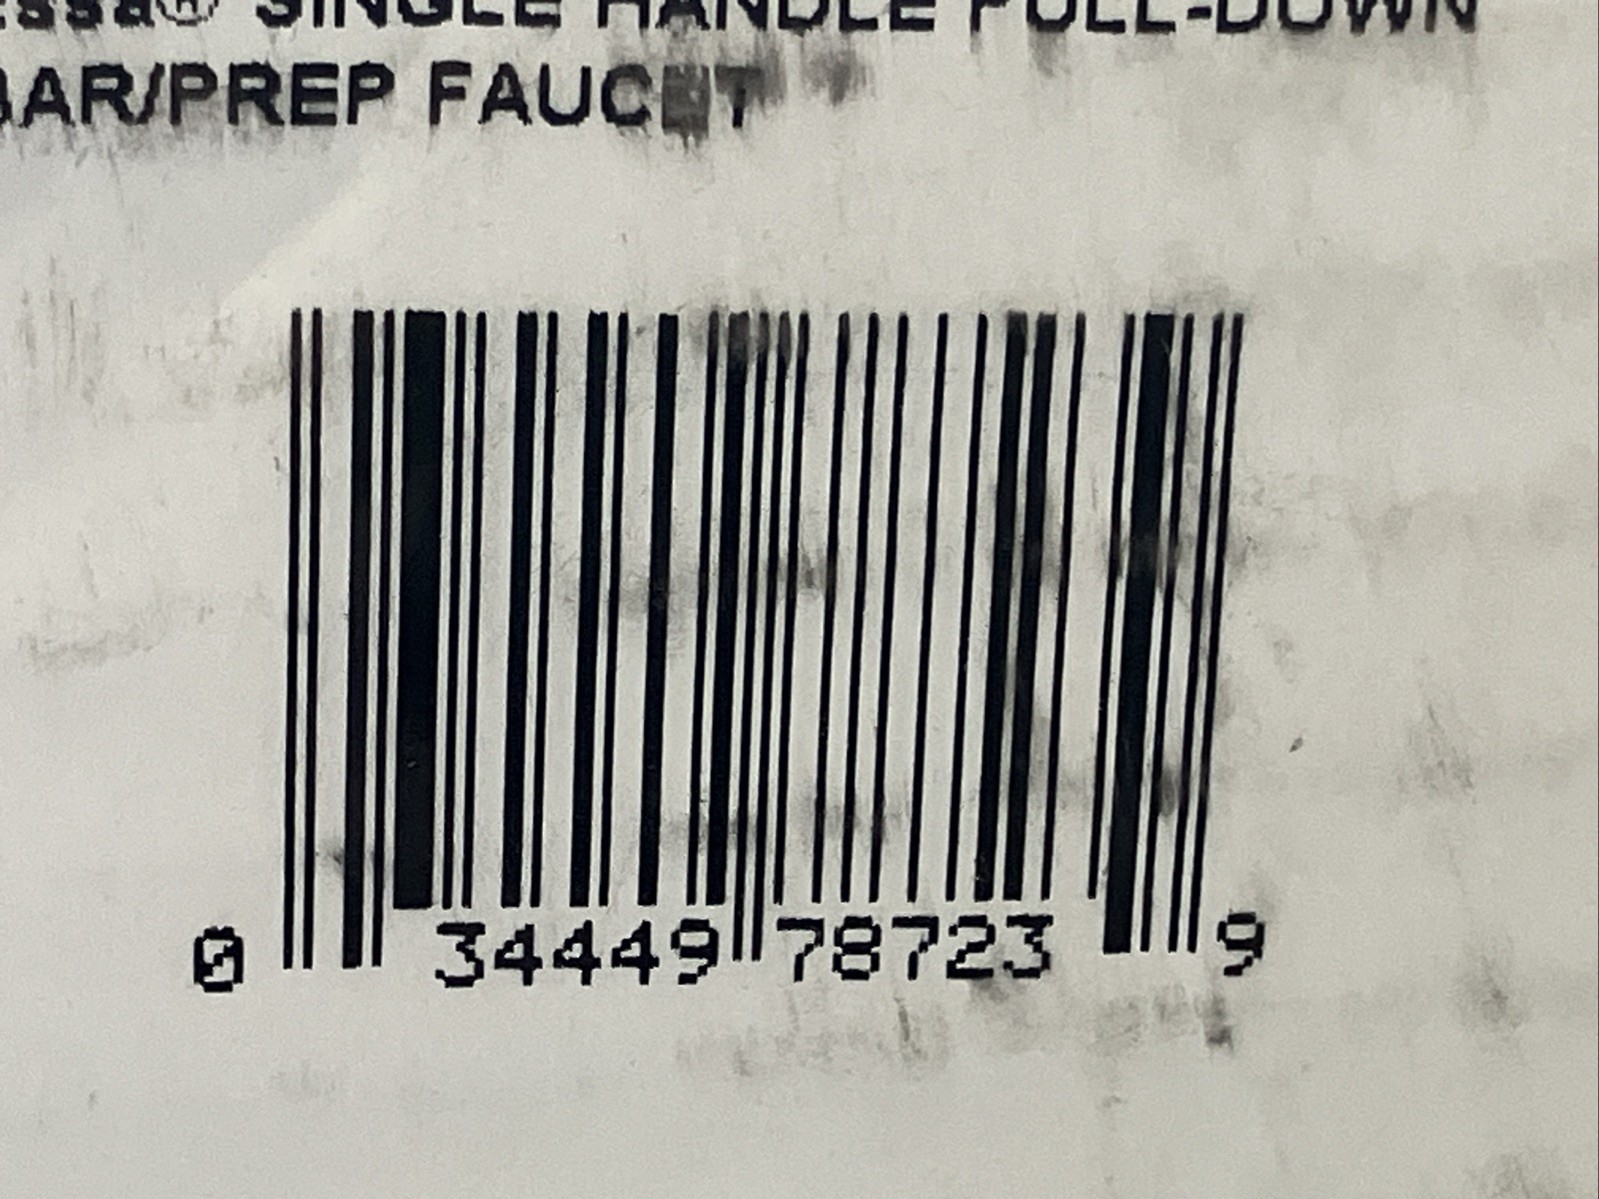 SINGLE HANDLE PULL-DOWN
BAR/PREP FAUCET
0 34449 78723 9